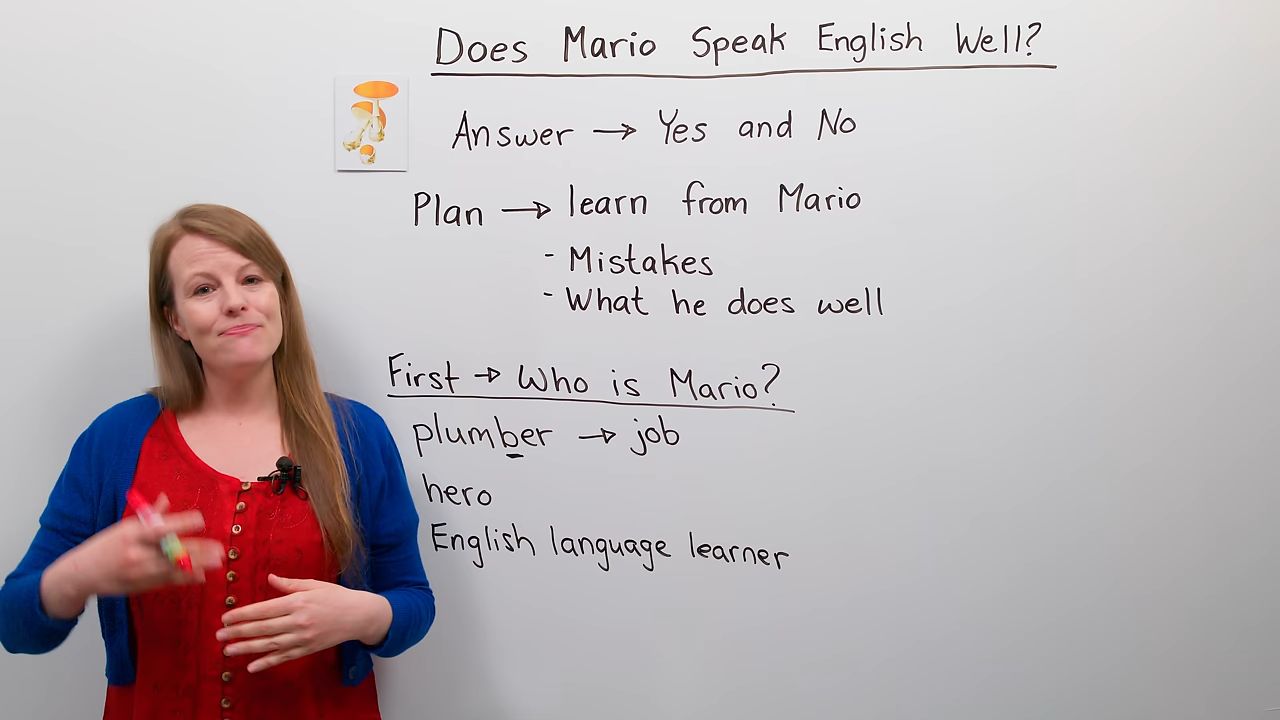 Does Mario Speak English Well?
Answer → Yes and No
Plan → learn from Mario
- Mistakes
- What he does well
First → Who is Mario?
plumber → job
hero
English language learner